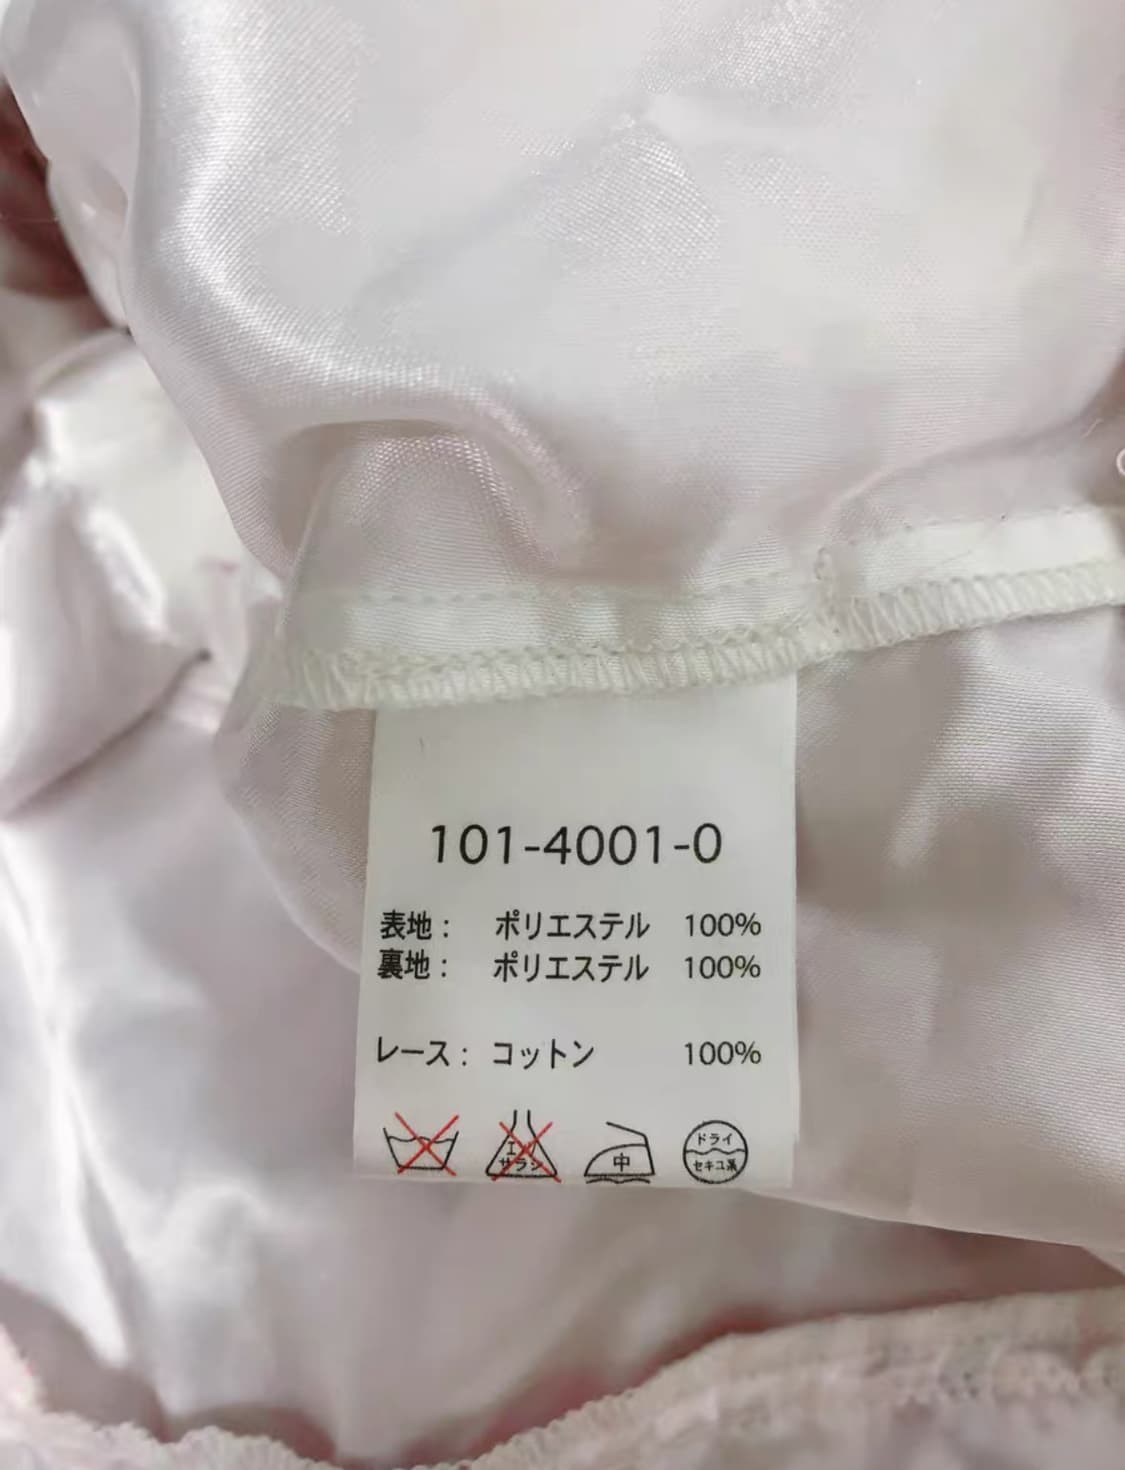 101-4001-0
表地： ポリエステル 100%
裏地： ポリエステル 100%
レース： コットン 100%
エンソ サラシ 中 ドライ セキユ系